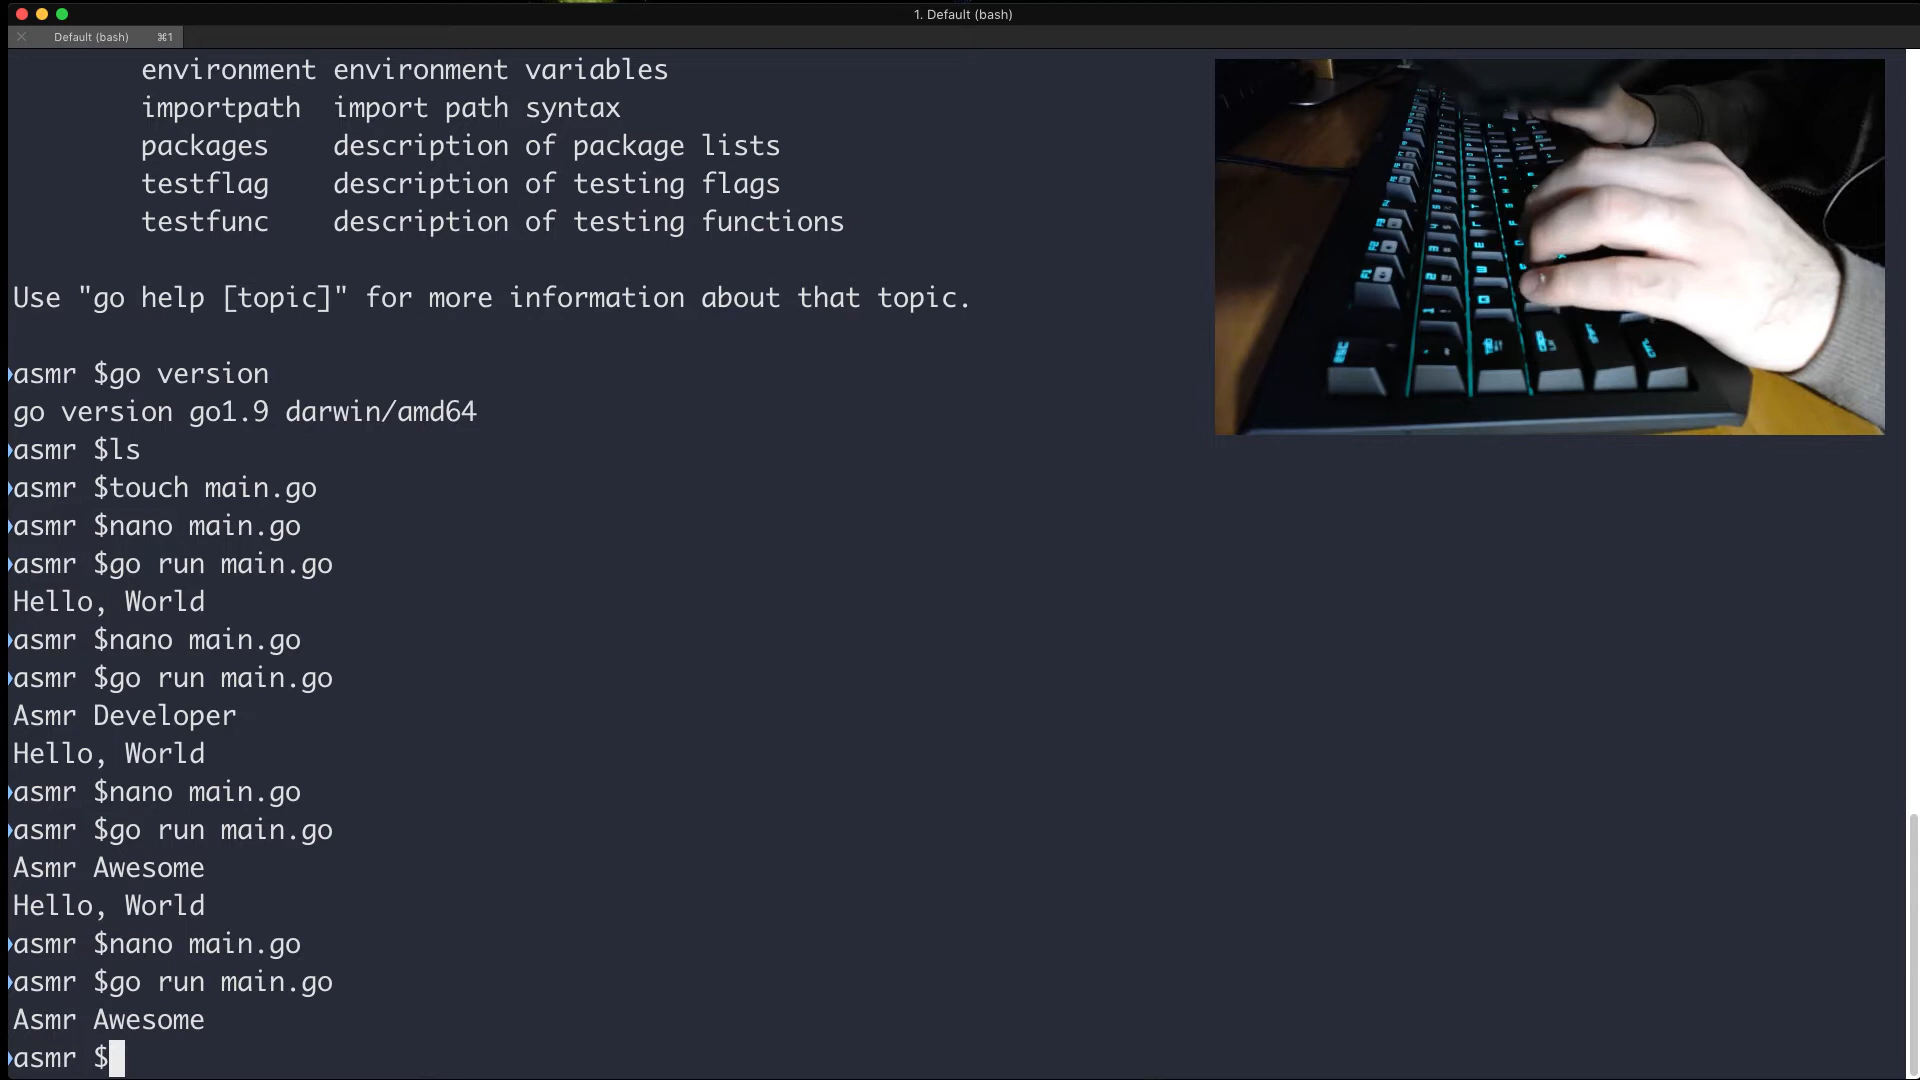 1. Default (bash)
Default (bash) ⌘1
environment environment variables
importpath import path syntax
packages description of package lists
testflag description of testing flags
testfunc description of testing functions
Use "go help [topic]" for more information about that topic.
asmr $go version
go version go1.9 darwin/amd64
asmr $ls
asmr $touch main.go
asmr $nano main.go
asmr $go run main.go
Hello, World
asmr $nano main.go
asmr $go run main.go
Asmr Developer
Hello, World
asmr $nano main.go
asmr $go run main.go
Asmr Awesome
Hello, World
asmr $nano main.go
asmr $go run main.go
Asmr Awesome
asmr $